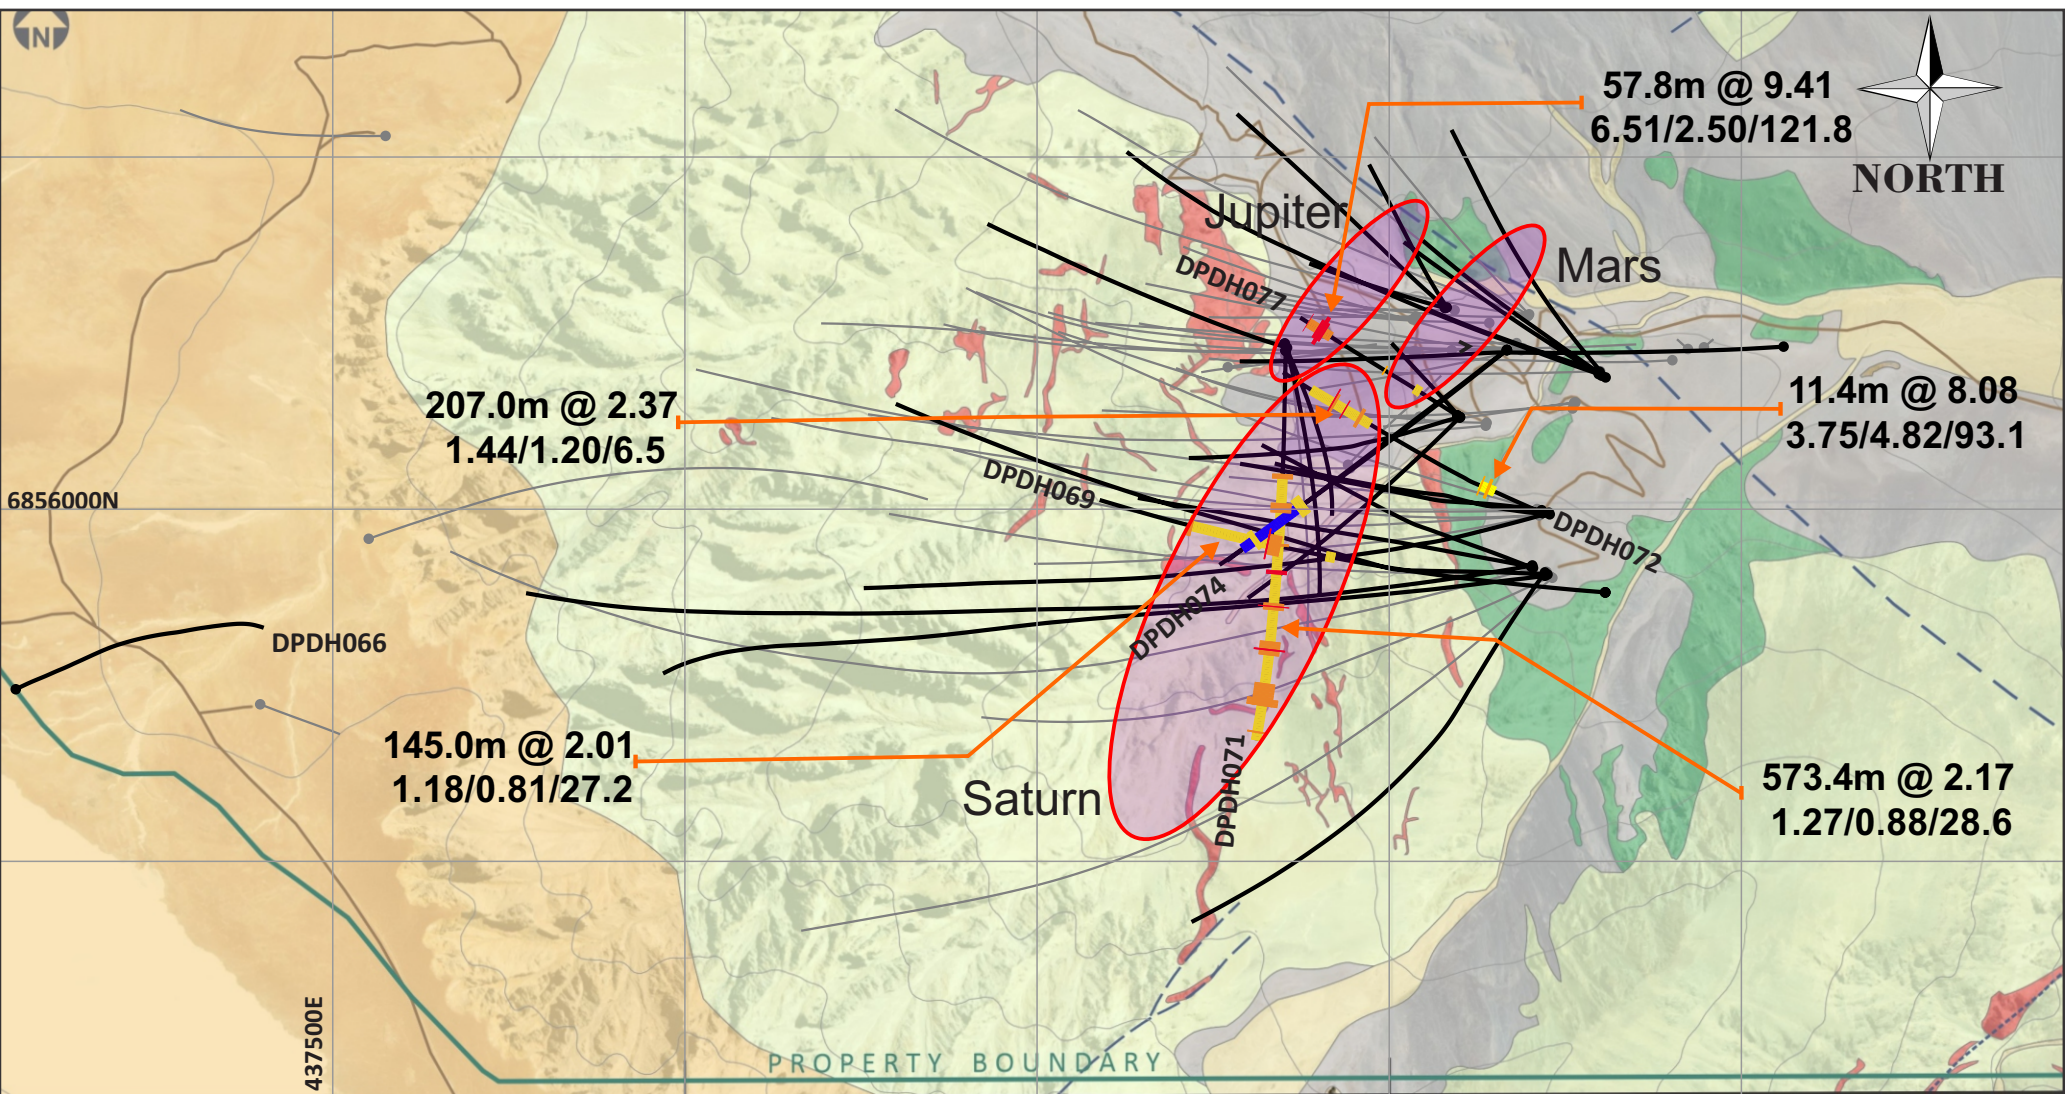 N
57.8m @ 9.41
6.51/2.50/121.8
NORTH
Jupiter
Mars
DPDH077
11.4m @ 8.08
3.75/4.82/93.1
207.0m @ 2.37
1.44/1.20/6.5
DPDH069
6856000N
DPDH072
DPDH074
DPDH066
145.0m @ 2.01
1.18/0.81/27.2
Saturn
DPDH071
573.4m @ 2.17
1.27/0.88/28.6
437500E
PROPERTY BOUNDARY